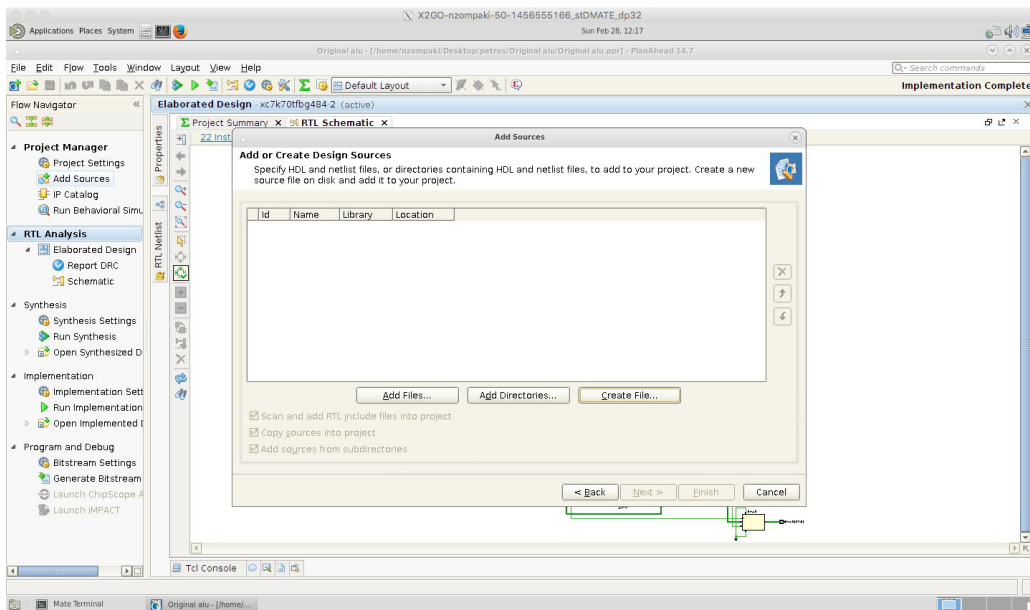 X2GO-nzompaki-50-1456555166_stDMATE_dp32
Applications Places System
Sun Feb 28, 12:17
Original alu - [/home/nzompaki/Desktop/petros/Original alu/Original alu.ppr] - PlanAhead 14.7
File Edit Flow Tools Window Layout View Help
Search commands
Default Layout
Implementation Complete
Flow Navigator
Elaborated Design - xc7k70tfbg484-2 (active)
Project Summary
RTL Schematic
22 Inst
Properties
RTL Netlist
Project Manager
Project Settings
Add Sources
IP Catalog
Run Behavioral Simu
RTL Analysis
Elaborated Design
Report DRC
Schematic
Synthesis
Synthesis Settings
Run Synthesis
Open Synthesized D
Implementation
Implementation Sett
Run Implementation
Open Implemented D
Program and Debug
Bitstream Settings
Generate Bitstream
Launch ChipScope A
Launch iMPACT
Add Sources
Add or Create Design Sources
Specify HDL and netlist files, or directories containing HDL and netlist files, to add to your project. Create a new
source file on disk and add it to your project.
Id Name Library Location
Add Files... Add Directories... Create File...
Scan and add RTL include files into project
Copy sources into project
Add sources from subdirectories
< Back Next > Finish Cancel
Tcl Console
Mate Terminal
Original alu - [/home/...